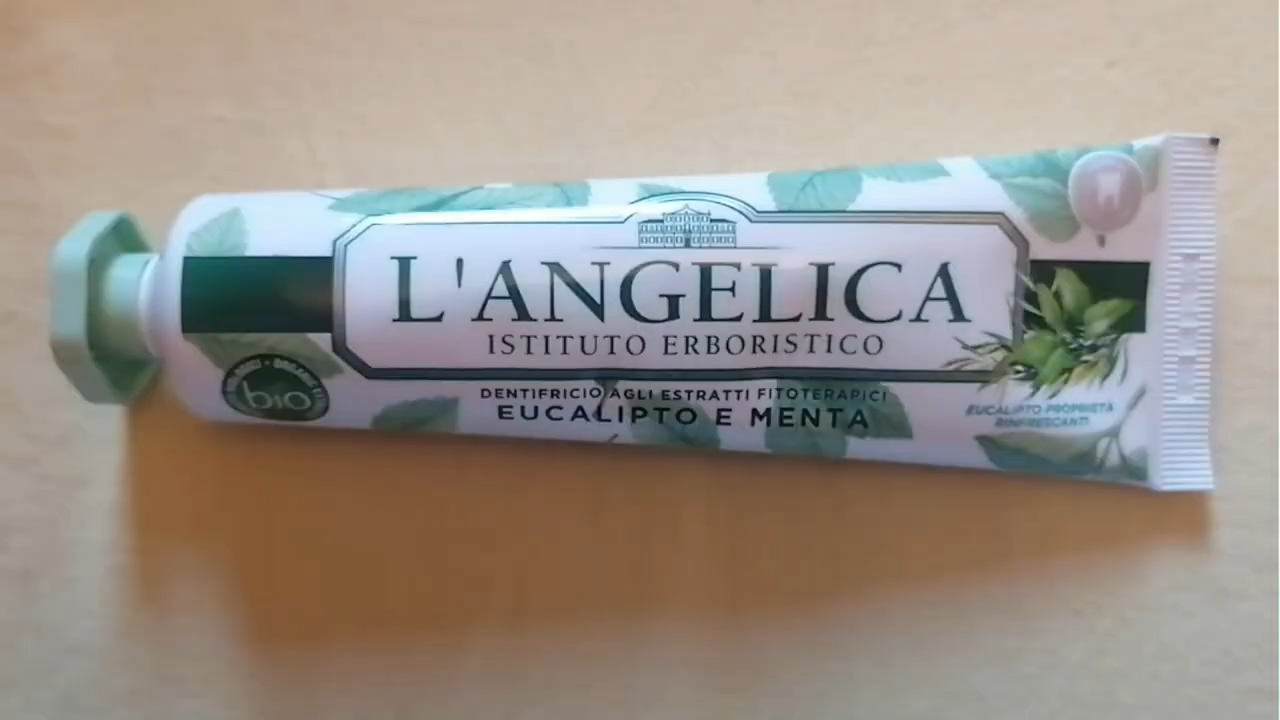 L'ANGELICA
ISTITUTO ERBORISTICO
DENTIFRICIO AGLI ESTRATTI FITOTERAPICI
EUCALIPTO E MENTA
bio
EUCALIPTO PROPRIETÀ
RINFRESCANTI